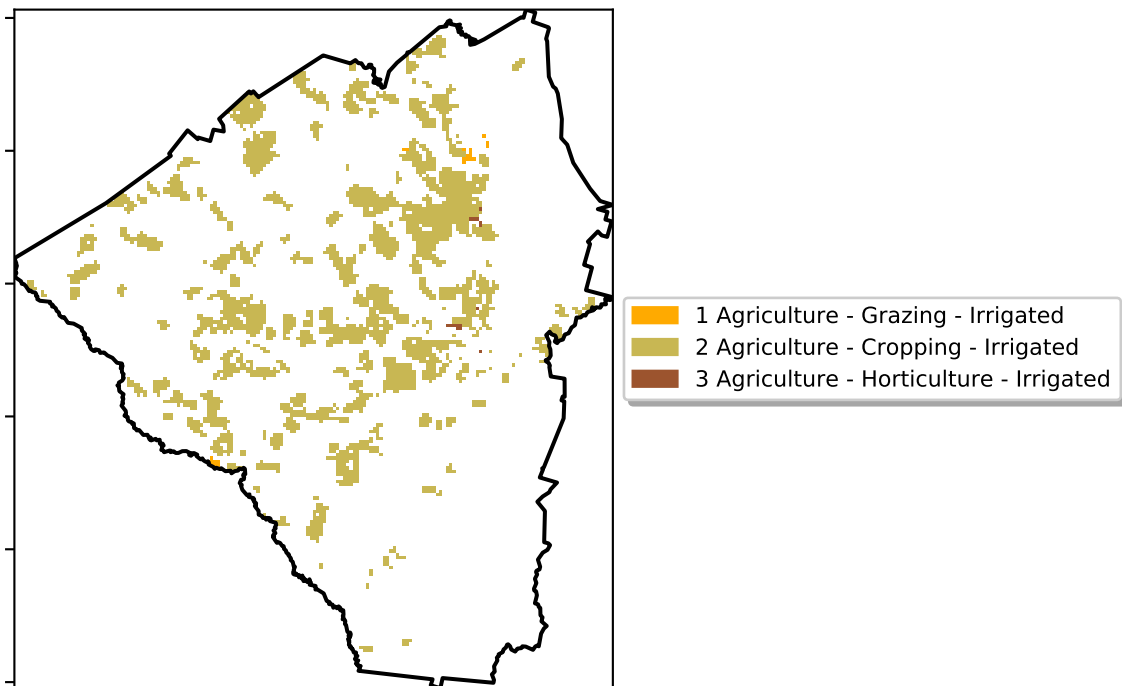 1 Agriculture - Grazing - Irrigated
2 Agriculture - Cropping - Irrigated
3 Agriculture - Horticulture - Irrigated